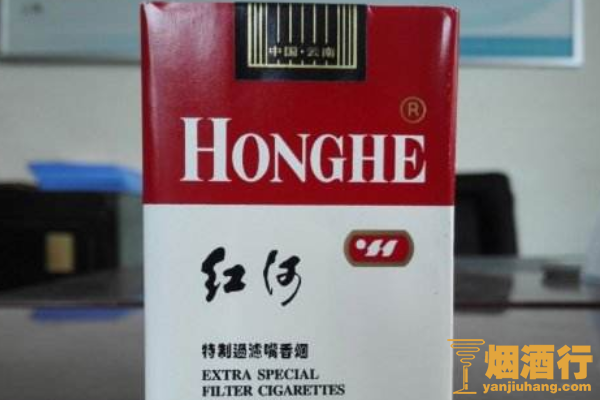 中国·云南
®
HONGHE
红河
特制過濾嘴香烟
EXTRA SPECIAL
FILTER CIGARETTES
烟酒行
yanjiuhang.com